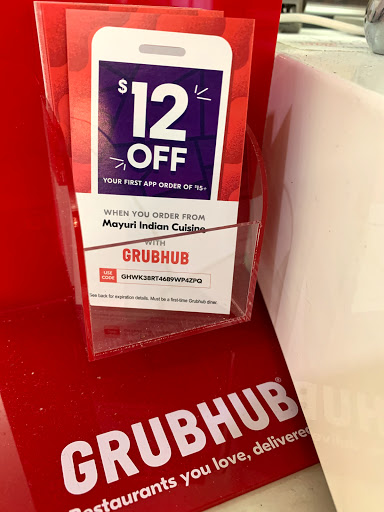 $12
OFF
YOUR FIRST APP ORDER OF $15+
WHEN YOU ORDER FROM
Mayuri Indian Cuisine
WITH
GRUBHUB
USE CODE
GHWK38RT46B9WP4ZPQ
See back for expiration details. Must be a first-time Grubhub diner.
GRUBHUB®
Restaurants you love, delivered